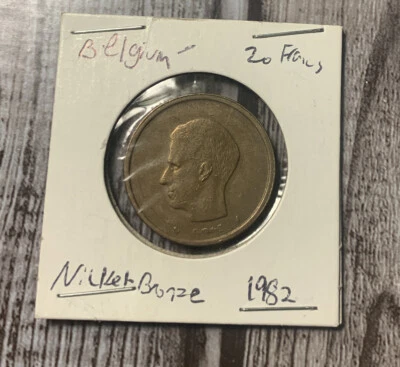 Belgium 20 Francs
Nickel-Bronze 1982